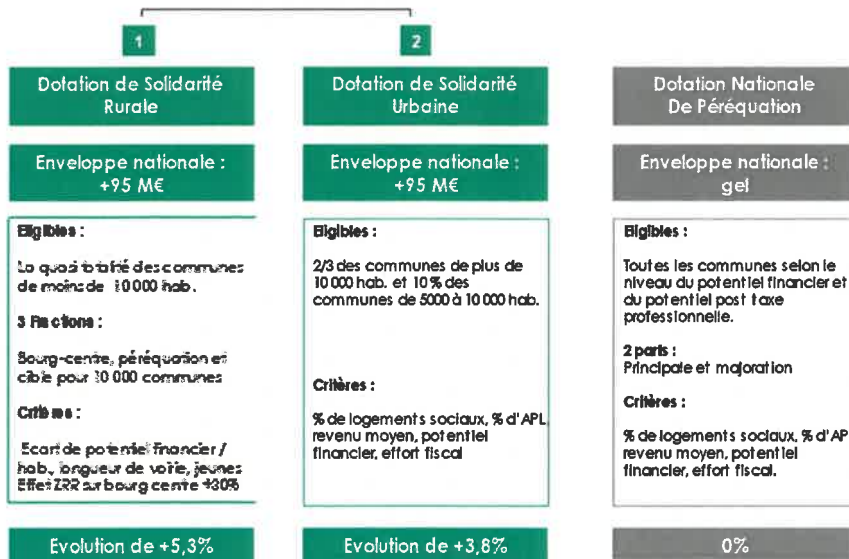 1
Dotation de Solidarité
Rurale
Enveloppe nationale :
+95 M€
Eligibles :
La quasi totalité des communes
de moins de 10 000 hab.
3 Fractions :
Bourg-centre, péréquation et
cible pour 10 000 communes
Critères :
Ecart de potentiel financier /
hab., longueur de voirie, jeunes
Effet ZRR sur bourg centre +30%
Evolution de +5,3%
2
Dotation de Solidarité
Urbaine
Enveloppe nationale :
+95 M€
Eligibles :
2/3 des communes de plus de
10 000 hab. et 10 % des
communes de 5000 à 10 000 hab.
Critères :
% de logements sociaux, % d'APL,
revenu moyen, potentiel
financier, effort fiscal
Evolution de +3,8%
Dotation Nationale
De Péréquation
Enveloppe nationale :
gel
Eligibles :
Toutes les communes selon le
niveau du potentiel financier et
du potentiel post taxe
professionnelle.
2 parts :
Principale et majoration
Critères :
% de logements sociaux, % d'AP
revenu moyen, potentiel
financier, effort fiscal.
0%